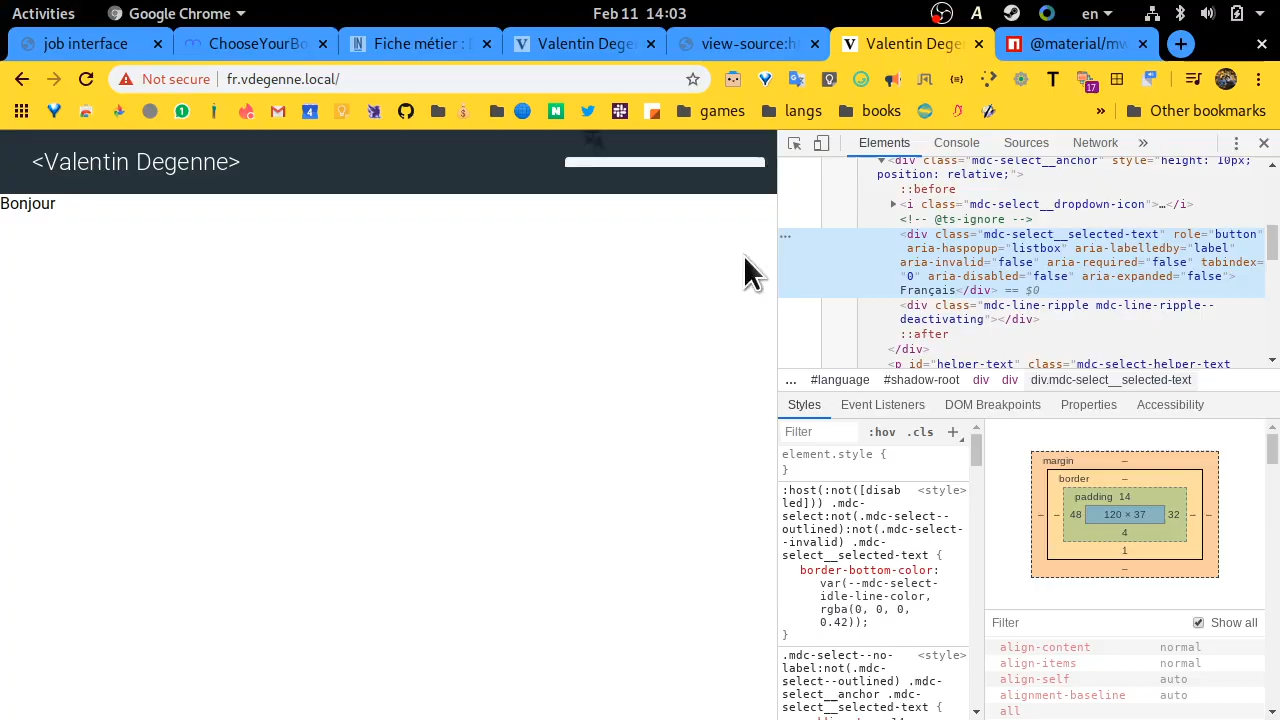 Activities Google Chrome Feb 11 14:03 en
job interface ChooseYourBo Fiche métier : D Valentin Dege view-source:h Valentin Dege @material/mw
Not secure fr.vdegenne.local/ 17
games langs books » Other bookmarks
<Valentin Degenne>
Bonjour
Elements Console Sources Network »
<div class="mdc-select__anchor" style="height: 10px;
position: relative;">
::before
<i class="mdc-select__dropdown-icon">…</i>
<!-- @ts-ignore -->
<div class="mdc-select__selected-text" role="button"
aria-haspopup="listbox" aria-labelledby="label"
aria-invalid="false" aria-required="false" tabindex=
"0" aria-disabled="false" aria-expanded="false">
Français</div> == $0
<div class="mdc-line-ripple mdc-line-ripple--
deactivating"></div>
::after
</div>
<p id="helper-text" class="mdc-select-helper-text
... #language #shadow-root div div div.mdc-select__selected-text
Styles Event Listeners DOM Breakpoints Properties Accessibility
Filter :hov .cls +
element.style {
}
:host(:not([disab <style>
led])) .mdc-
select:not(.mdc-select--
outlined):not(.mdc-select-
-invalid) .mdc-
select__selected-text {
border-bottom-color:
var(--mdc-select-
idle-line-color,
rgba(0, 0, 0,
0.42));
}
.mdc-select--no- <style>
label:not(.mdc-
select--outlined) .mdc-
select__anchor .mdc-
select__selected-text {
margin –
border –
padding 14
– – 48 120 × 37 32 – –
4
1
–
Filter Show all
align-content normal
align-items normal
align-self auto
alignment-baseline auto
all